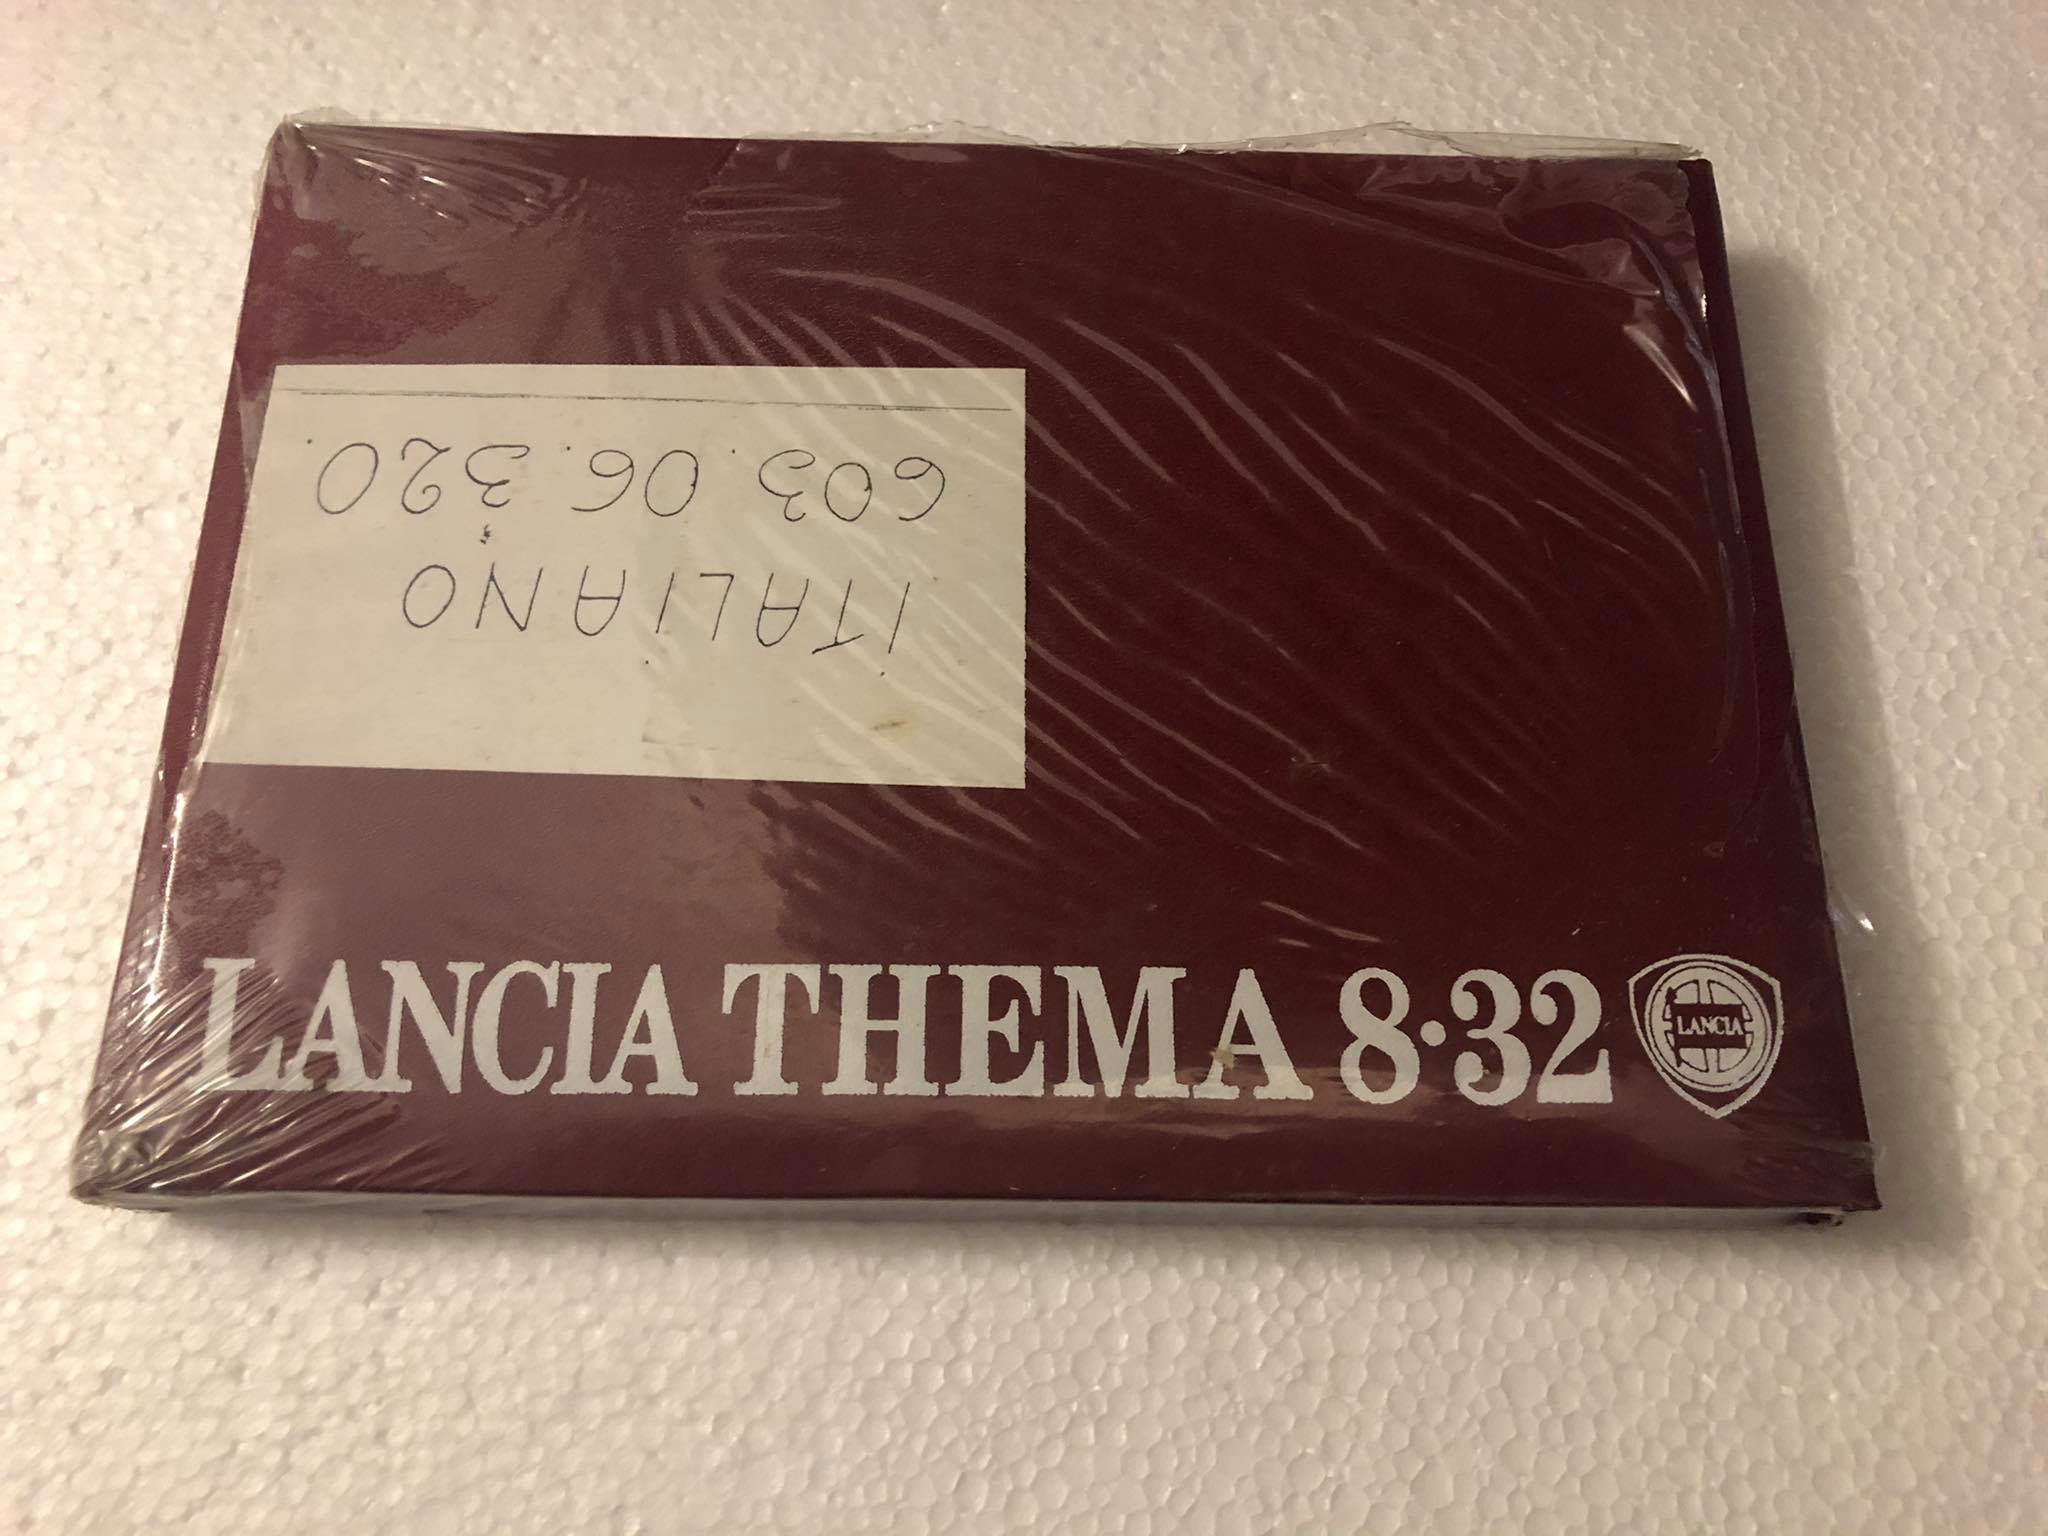 ITALIANO
603.06.320
LANCIA THEMA 8·32
LANCIA